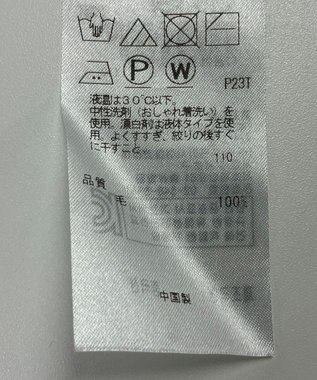 P W
P23T
液温は30℃以下。
中性洗剤（おしゃれ着洗い）を
使用。漂白剤は液体タイプを使
用。よくすすぎ、絞りの後すぐ
に干すこと。
110
品質
毛 100%
中国製